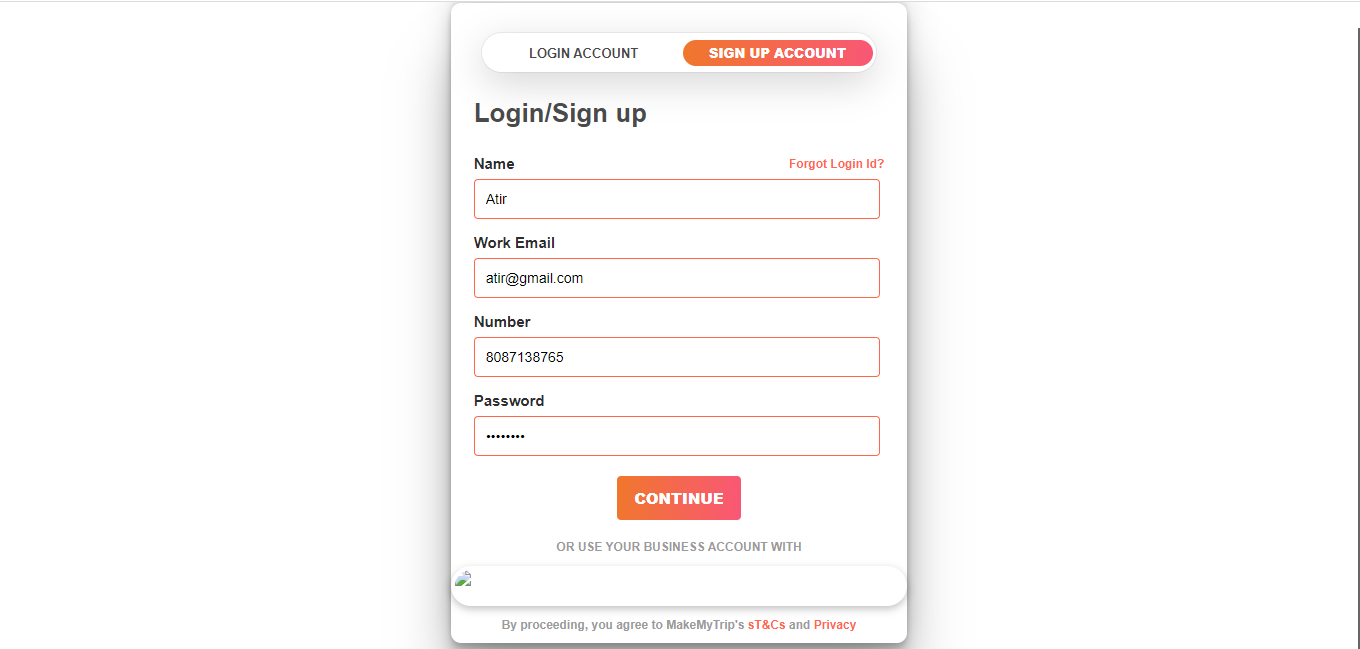 LOGIN ACCOUNT SIGN UP ACCOUNT
Login/Sign up
Name Forgot Login Id?
Atir
Work Email
atir@gmail.com
Number
8087138765
Password
••••••••
CONTINUE
OR USE YOUR BUSINESS ACCOUNT WITH
By proceeding, you agree to MakeMyTrip's sT&Cs and Privacy